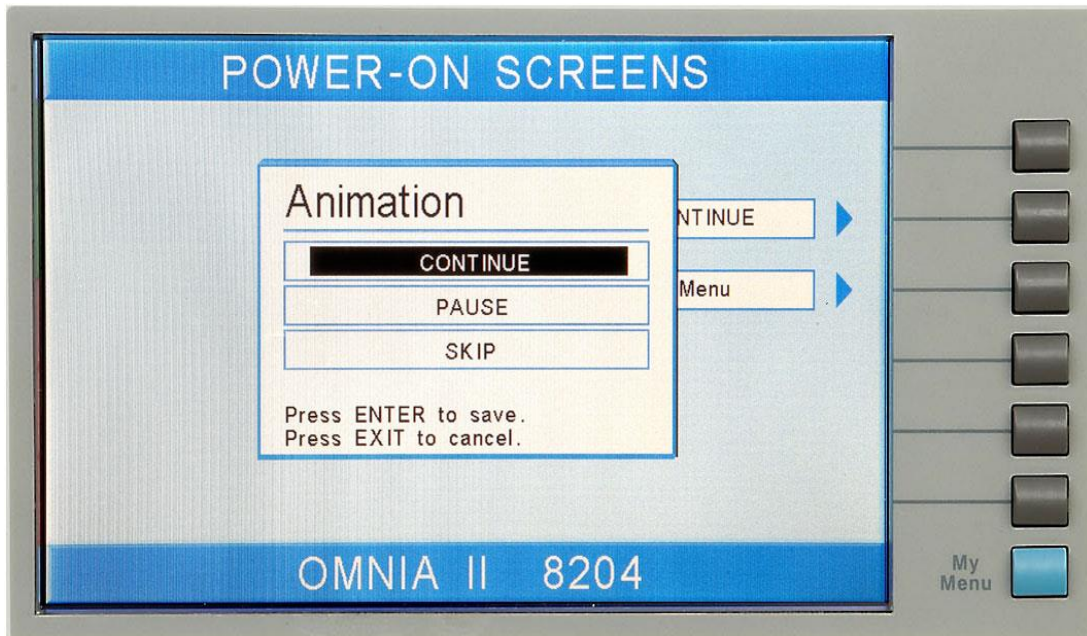 POWER-ON SCREENS
Animation
CONTINUE
PAUSE
SKIP
Press ENTER to save.
Press EXIT to cancel.
NTINUE
Menu
OMNIA II 8204
My
Menu